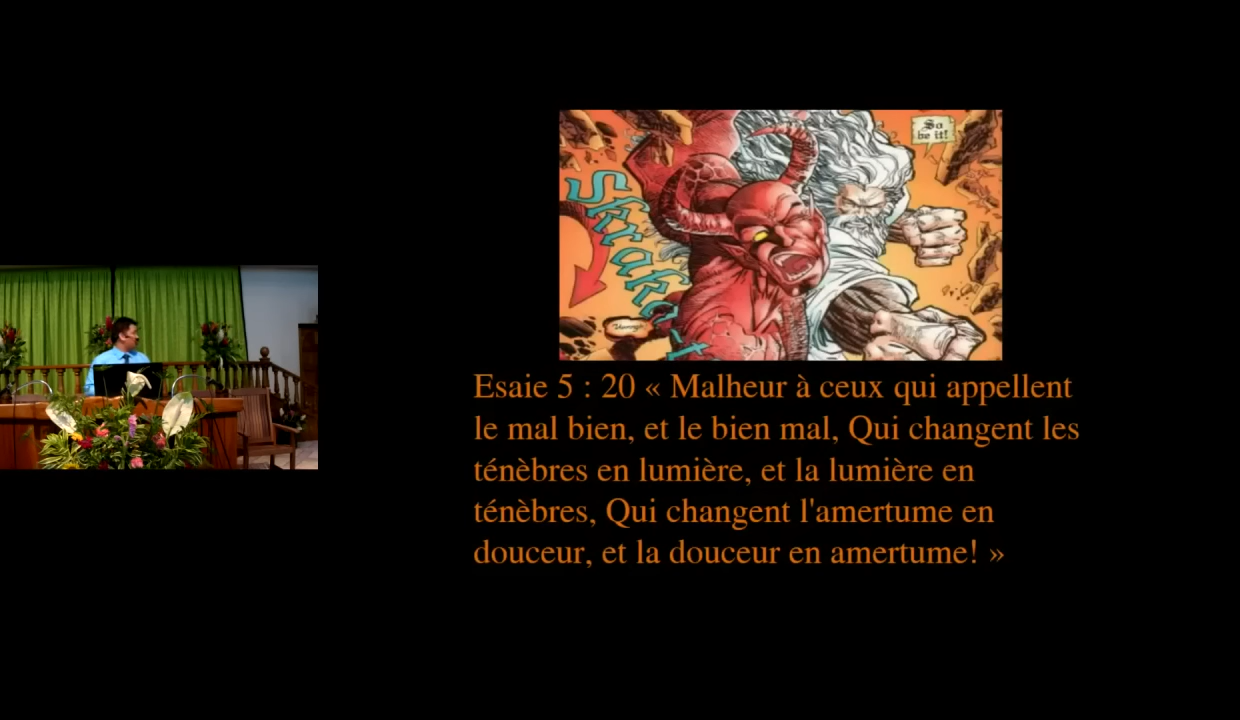 So
be it!
Skraka-t
Esaie 5 : 20 « Malheur à ceux qui appellent
le mal bien, et le bien mal, Qui changent les
ténèbres en lumière, et la lumière en
ténèbres, Qui changent l'amertume en
douceur, et la douceur en amertume! »